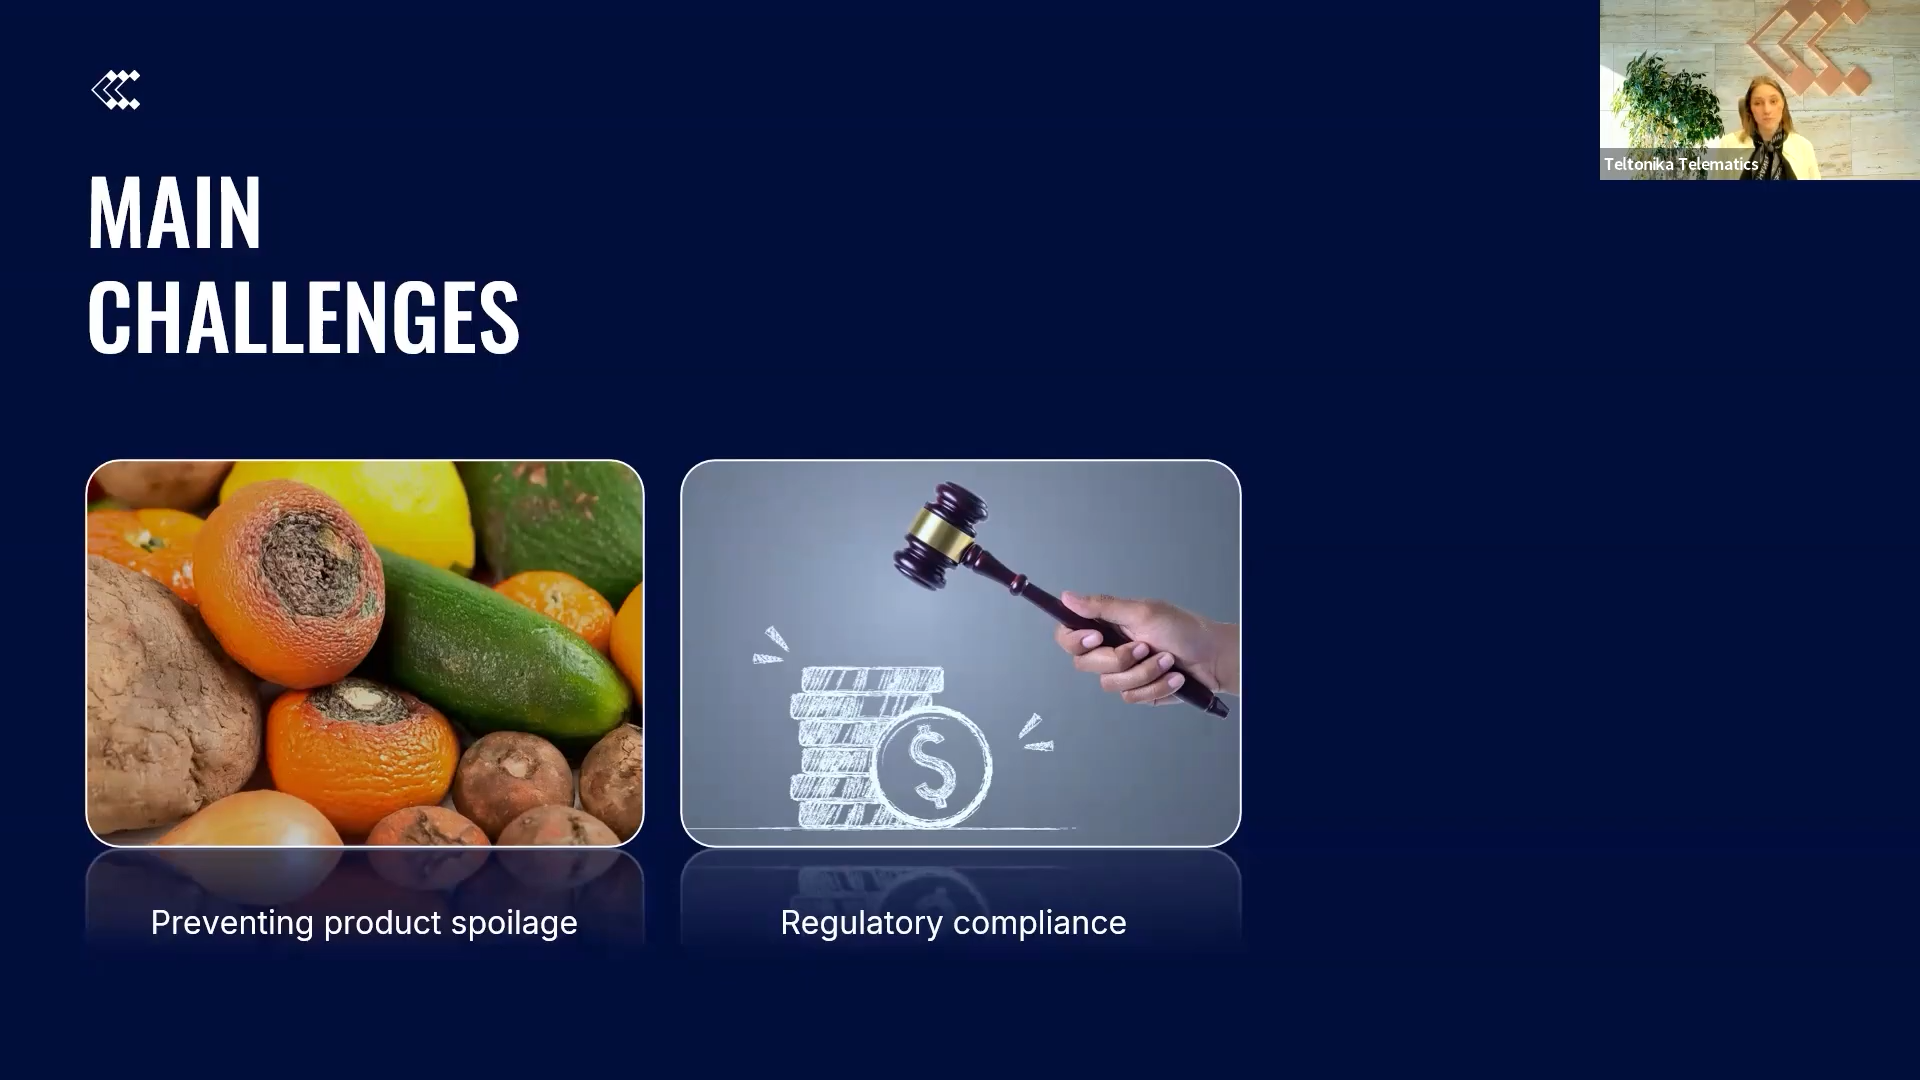 MAIN
CHALLENGES
Teltonika Telematics
$
Preventing product spoilage
Regulatory compliance